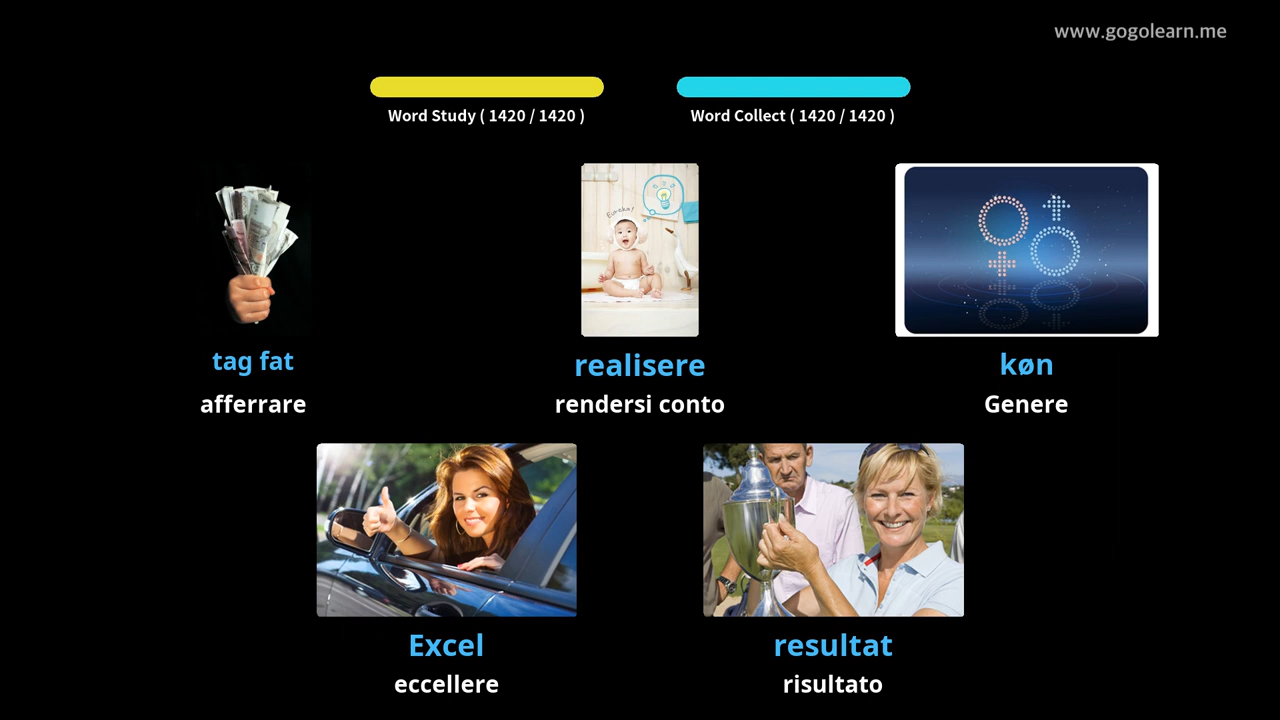 www.gogolearn.me
Word Study ( 1420 / 1420 )
Word Collect ( 1420 / 1420 )
Eureka!
tag fat
afferrare
realisere
rendersi conto
køn
Genere
Excel
eccellere
resultat
risultato